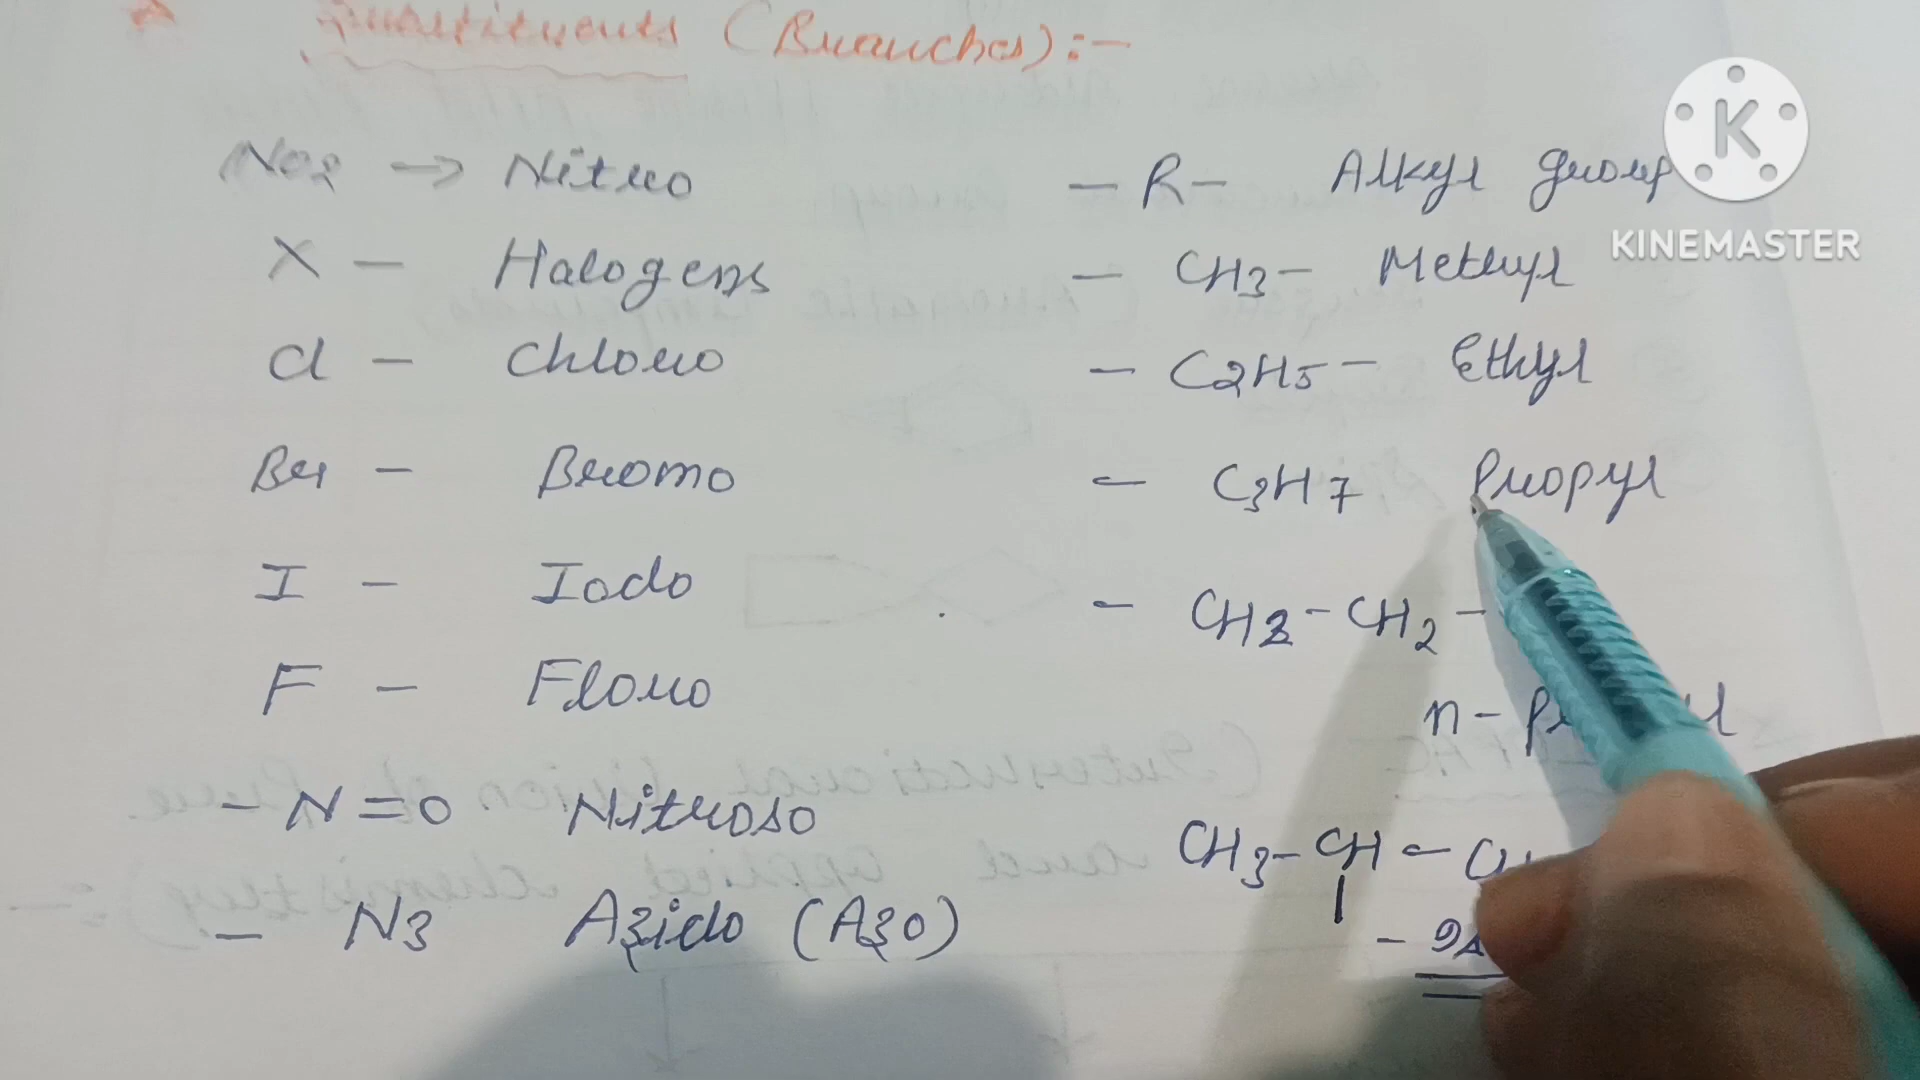 Substituents (Branches):-
NO2 → Nitro
X - Halogens
Cl - Chloro
Br - Bromo
I - Iodo
F - Floro
- N=O Nitroso
- N3 Azido (Azo)
- R- Alkyl group
- CH3- Methyl
- C2H5- Ethyl
- C3H7 Propyl
- CH2-CH2-
n-
CH3-CH-
K
KINEMASTER